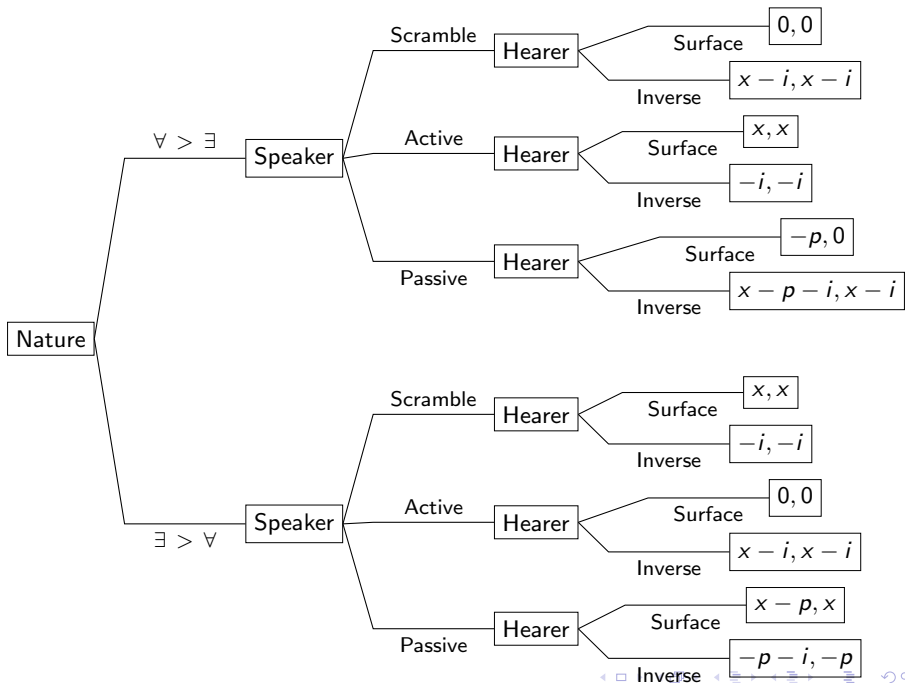 Scramble
Hearer
Surface
0, 0
Inverse
x − i, x − i
∀ > ∃
Speaker
Active
Hearer
Surface
x, x
Inverse
−i, −i
Passive
Hearer
Surface
−p, 0
Inverse
x − p − i, x − i
Nature
Scramble
Hearer
Surface
x, x
Inverse
−i, −i
∃ > ∀
Speaker
Active
Hearer
Surface
0, 0
Inverse
x − i, x − i
Passive
Hearer
Surface
x − p, x
Inverse
−p − i, −p